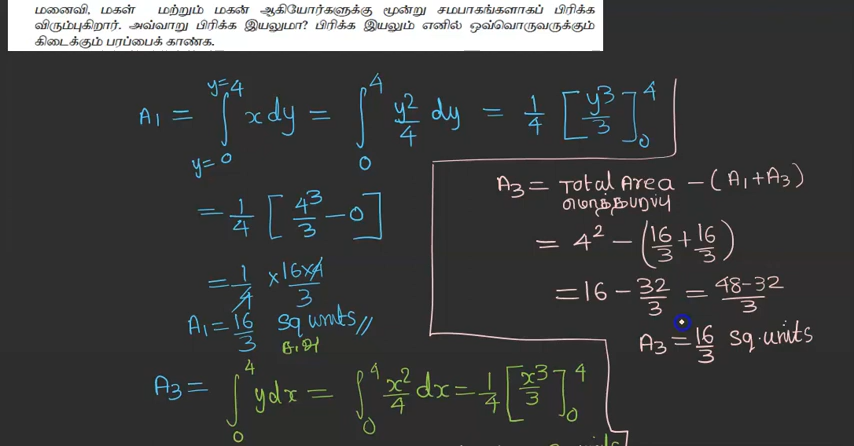 மனைவி, மகள் மற்றும் மகன் ஆகியோர்களுக்கு மூன்று சமபாகங்களாகப் பிரிக்க
விரும்புகிறார். அவ்வாறு பிரிக்க இயலுமா? பிரிக்க இயலும் எனில் ஒவ்வொருவருக்கும்
கிடைக்கும் பரப்பைக் காண்க.
A₁ = ∫_{y=0}^{y=4} x dy = ∫_0^4 y²/4 dy = 1/4 [y³/3]_0^4
= 1/4 [4³/3 − 0]
= 1/4 × 16×4/3
A₁ = 16/3 sq units //
ச.அ
A₃ = ∫_0^4 y dx = ∫_0^4 x²/4 dx = 1/4 [x³/3]_0^4
A₃ = Total Area − (A₁ + A₃)
மொத்தபரப்பு
= 4² − (16/3 + 16/3)
= 16 − 32/3 = 48−32/3
A₃ = 16/3 sq.units